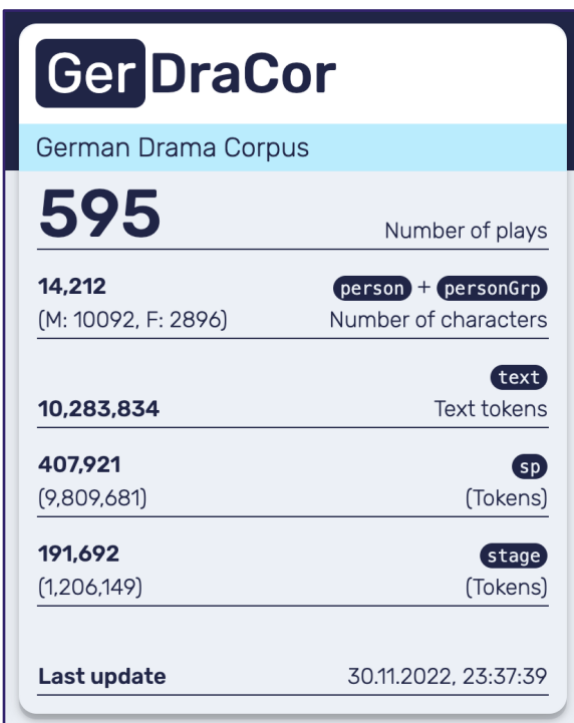 GerDraCor
German Drama Corpus
595 Number of plays
14,212 person + personGrp
(M: 10092, F: 2896) Number of characters
text
10,283,834 Text tokens
407,921 sp
(9,809,681) (Tokens)
191,692 stage
(1,206,149) (Tokens)
Last update 30.11.2022, 23:37:39